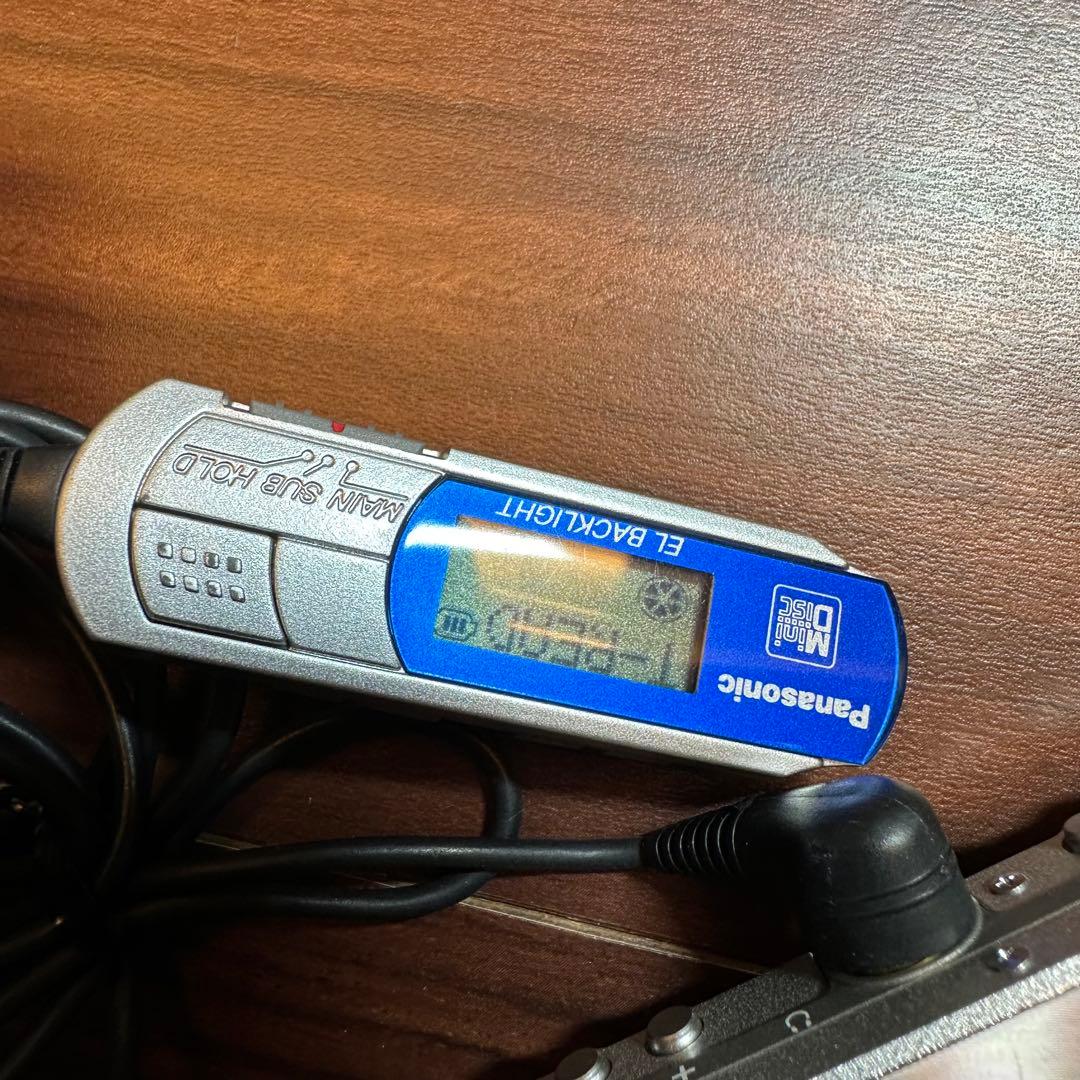 Panasonic
Mini
DISC
EL BACKLIGHT
MAIN SUB HOLD
+